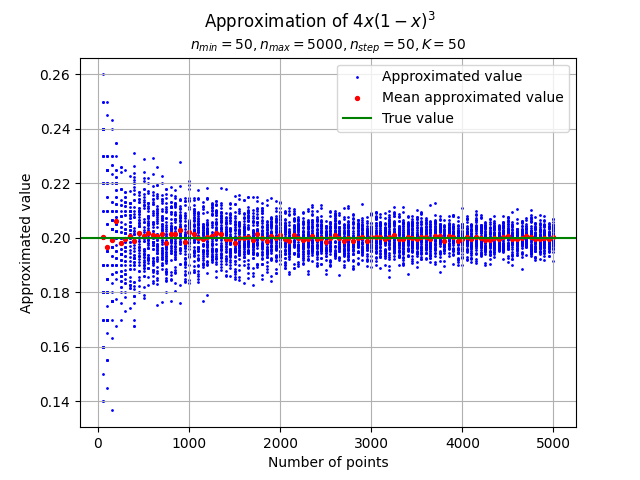 Approximation of 4x(1 − x)³
n_min = 50, n_max = 5000, n_step = 50, K = 50
Approximated value
Mean approximated value
True value
0.26
0.24
0.22
0.20
0.18
0.16
0.14
Approximated value
0 1000 2000 3000 4000 5000
Number of points